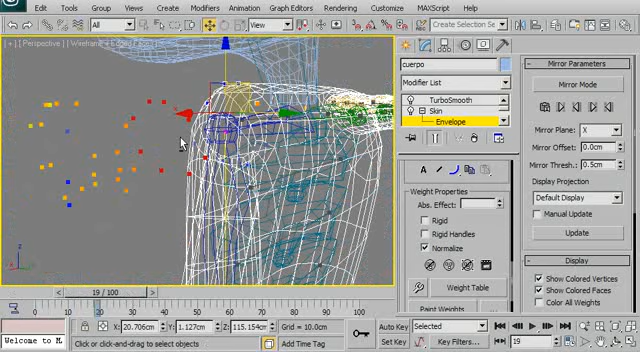 Edit Tools Group Views Create Modifiers Animation Graph Editors Rendering Customize MAXScript Help
All View Create Selection Se
[ + ] [ Perspective ] [ Wireframe
cuerpo
Modifier List
TurboSmooth
Skin
Envelope
Weight Properties
Abs. Effect:
Rigid
Rigid Handles
Normalize
Weight Table
Paint Weights
Mirror Parameters
Mirror Mode
Mirror Plane: X
Mirror Offset: 0.0cm
Mirror Thresh.: 0.5cm
Display Projection
Default Display
Manual Update
Update
Display
Show Colored Vertices
Show Colored Faces
Color All Weights
x
z
19 / 100
0 10 20 30 40 50 60 70 80 90 100
X: 20.706cm Y: 1.127cm Z: 115.154cm Grid = 10.0cm
Auto Key Selected
Welcome to M
Click or click-and-drag to select objects
Add Time Tag
Set Key Key Filters... 19